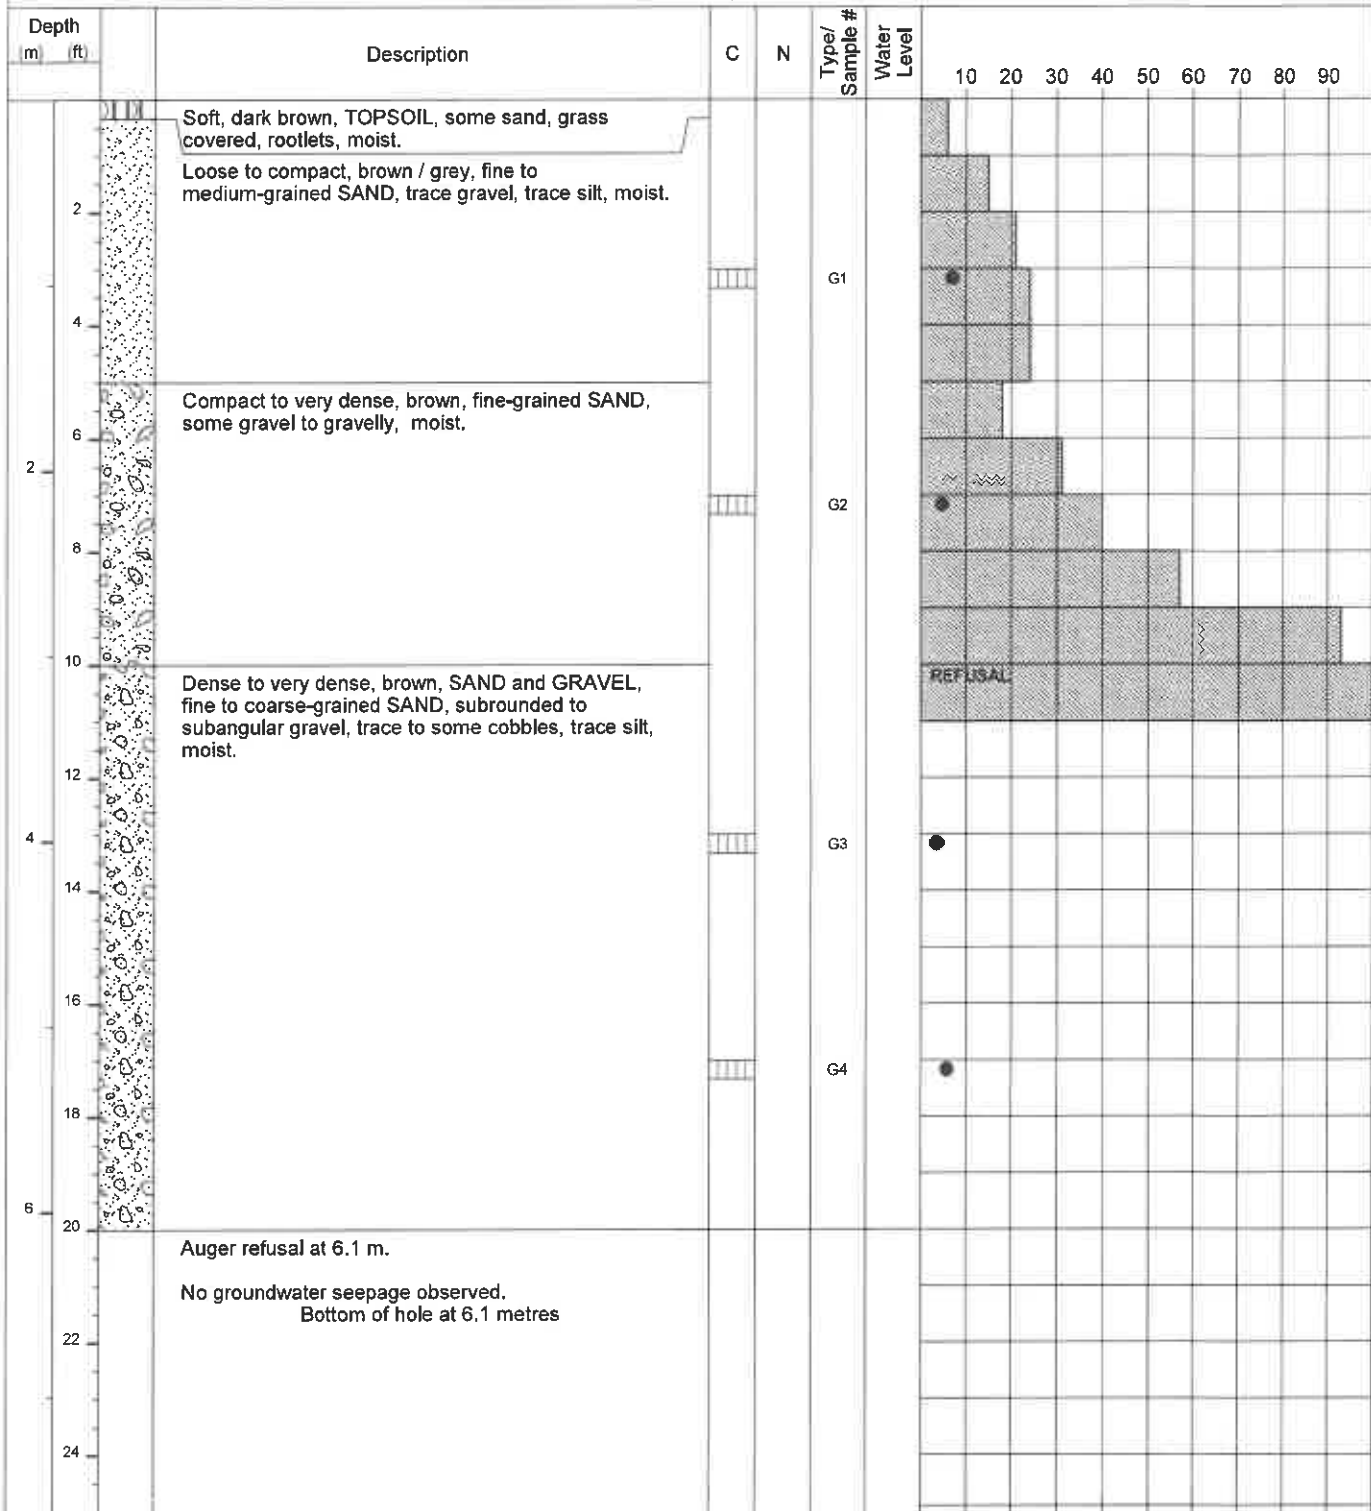 Depth
(m) (ft)
Description
C
N
Type/
Sample #
Water
Level
10 20 30 40 50 60 70 80 90
Soft, dark brown, TOPSOIL, some sand, grass
covered, rootlets, moist.
Loose to compact, brown / grey, fine to
medium-grained SAND, trace gravel, trace silt, moist.
2
G1
4
Compact to very dense, brown, fine-grained SAND,
some gravel to gravelly, moist.
6
2
G2
8
10
Dense to very dense, brown, SAND and GRAVEL,
fine to coarse-grained SAND, subrounded to
subangular gravel, trace to some cobbles, trace silt,
moist.
REFUSAL
12
4
G3
14
16
G4
18
6
20
Auger refusal at 6.1 m.
No groundwater seepage observed.
Bottom of hole at 6.1 metres
22
24